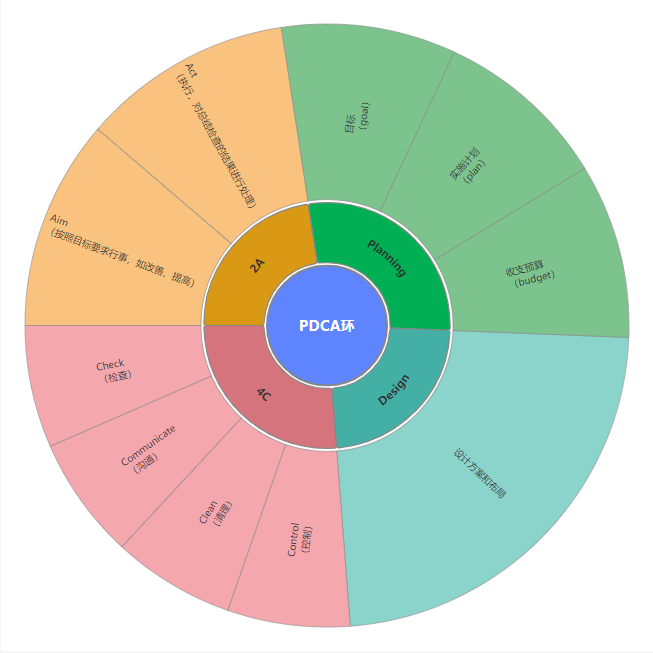 PDCA环
Planning
目标
(goal)
实施计划
(plan)
收支预算
(budget)
Design
设计方案和布局
4C
Control
(控制)
Clean
(清理)
Communicate
(沟通)
Check
(检查)
2A
Aim
(按照目标要求行事，如改善、提高)
Act
(执行，对总结检查的结果进行处理)